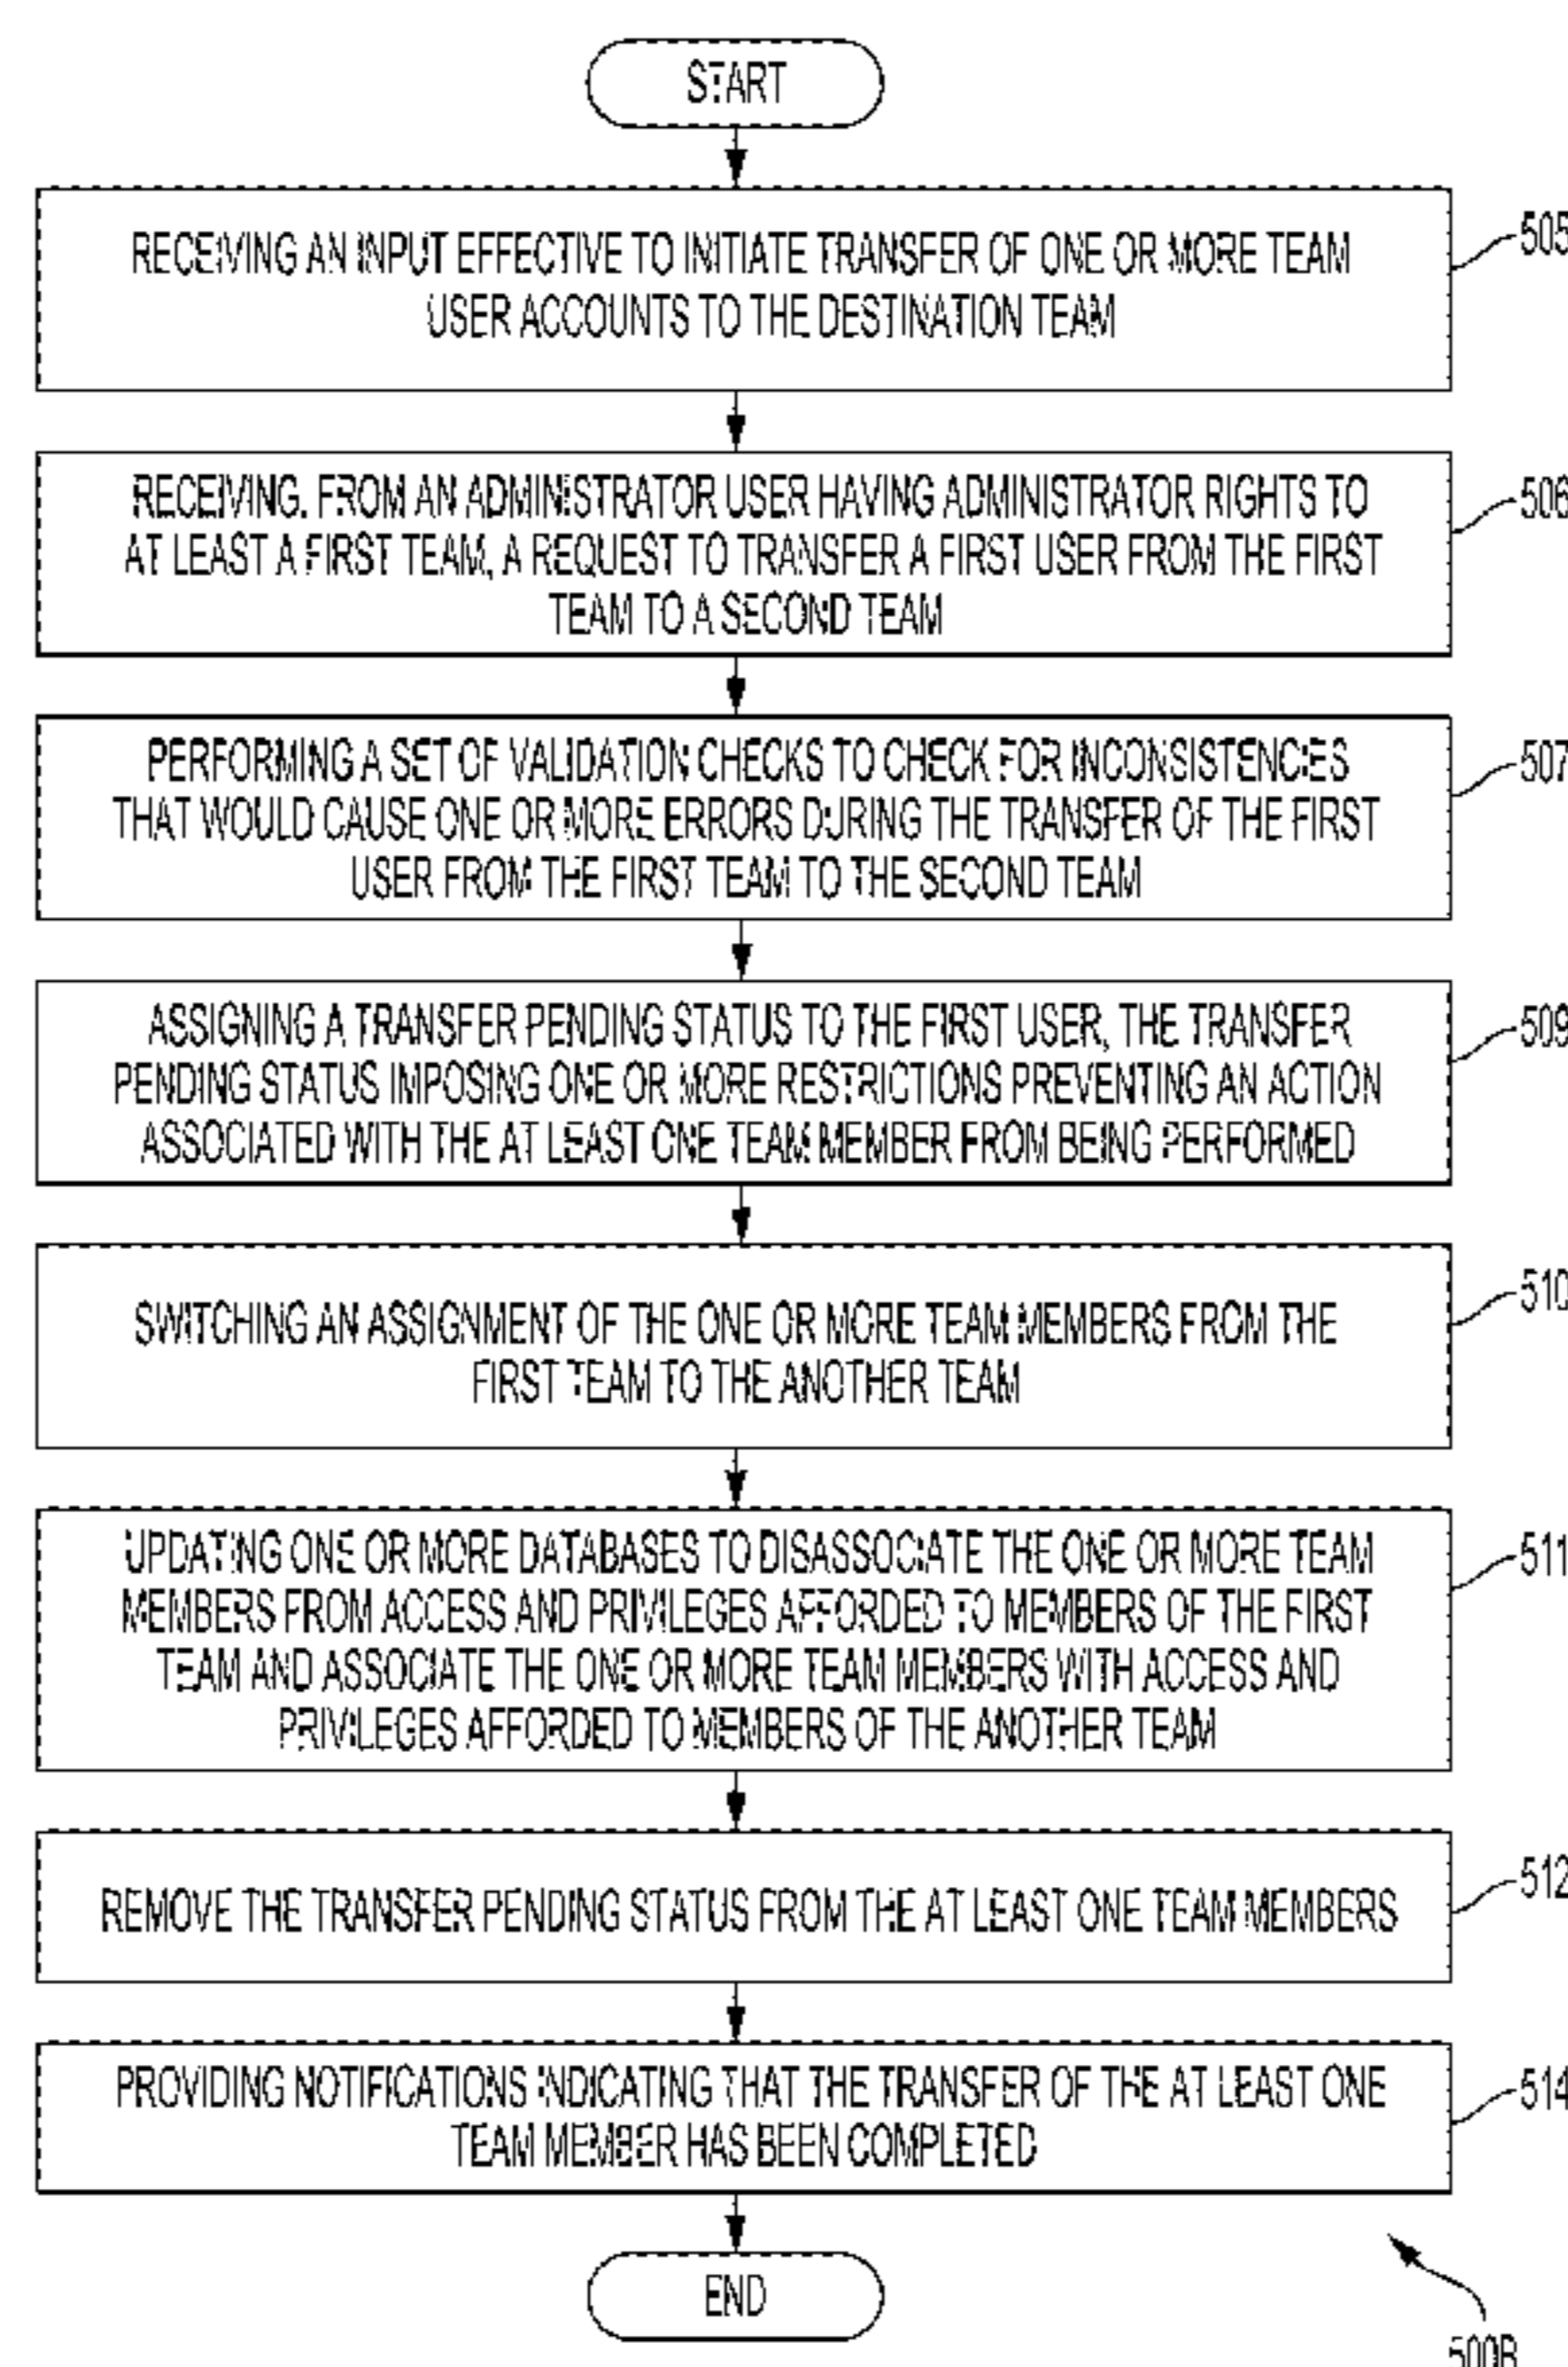 START
RECEIVING AN INPUT EFFECTIVE TO INITIATE TRANSFER OF ONE OR MORE TEAM
USER ACCOUNTS TO THE DESTINATION TEAM
505
RECEIVING, FROM AN ADMINISTRATOR USER HAVING ADMINISTRATOR RIGHTS TO
AT LEAST A FIRST TEAM, A REQUEST TO TRANSFER A FIRST USER FROM THE FIRST
TEAM TO A SECOND TEAM
506
PERFORMING A SET OF VALIDATION CHECKS TO CHECK FOR INCONSISTENCES
THAT WOULD CAUSE ONE OR MORE ERRORS DURING THE TRANSFER OF THE FIRST
USER FROM THE FIRST TEAM TO THE SECOND TEAM
507
ASSIGNING A TRANSFER PENDING STATUS TO THE FIRST USER, THE TRANSFER
PENDING STATUS IMPOSING ONE OR MORE RESTRICTIONS PREVENTING AN ACTION
ASSOCIATED WITH THE AT LEAST ONE TEAM MEMBER FROM BEING PERFORMED
509
SWITCHING AN ASSIGNMENT OF THE ONE OR MORE TEAM MEMBERS FROM THE
FIRST TEAM TO THE ANOTHER TEAM
510
UPDATING ONE OR MORE DATABASES TO DISASSOCIATE THE ONE OR MORE TEAM
MEMBERS FROM ACCESS AND PRIVILEGES AFFORDED TO MEMBERS OF THE FIRST
TEAM AND ASSOCIATE THE ONE OR MORE TEAM MEMBERS WITH ACCESS AND
PRIVILEGES AFFORDED TO MEMBERS OF THE ANOTHER TEAM
511
REMOVE THE TRANSFER PENDING STATUS FROM THE AT LEAST ONE TEAM MEMBERS
512
PROVIDING NOTIFICATIONS INDICATING THAT THE TRANSFER OF THE AT LEAST ONE
TEAM MEMBER HAS BEEN COMPLETED
514
END
500B